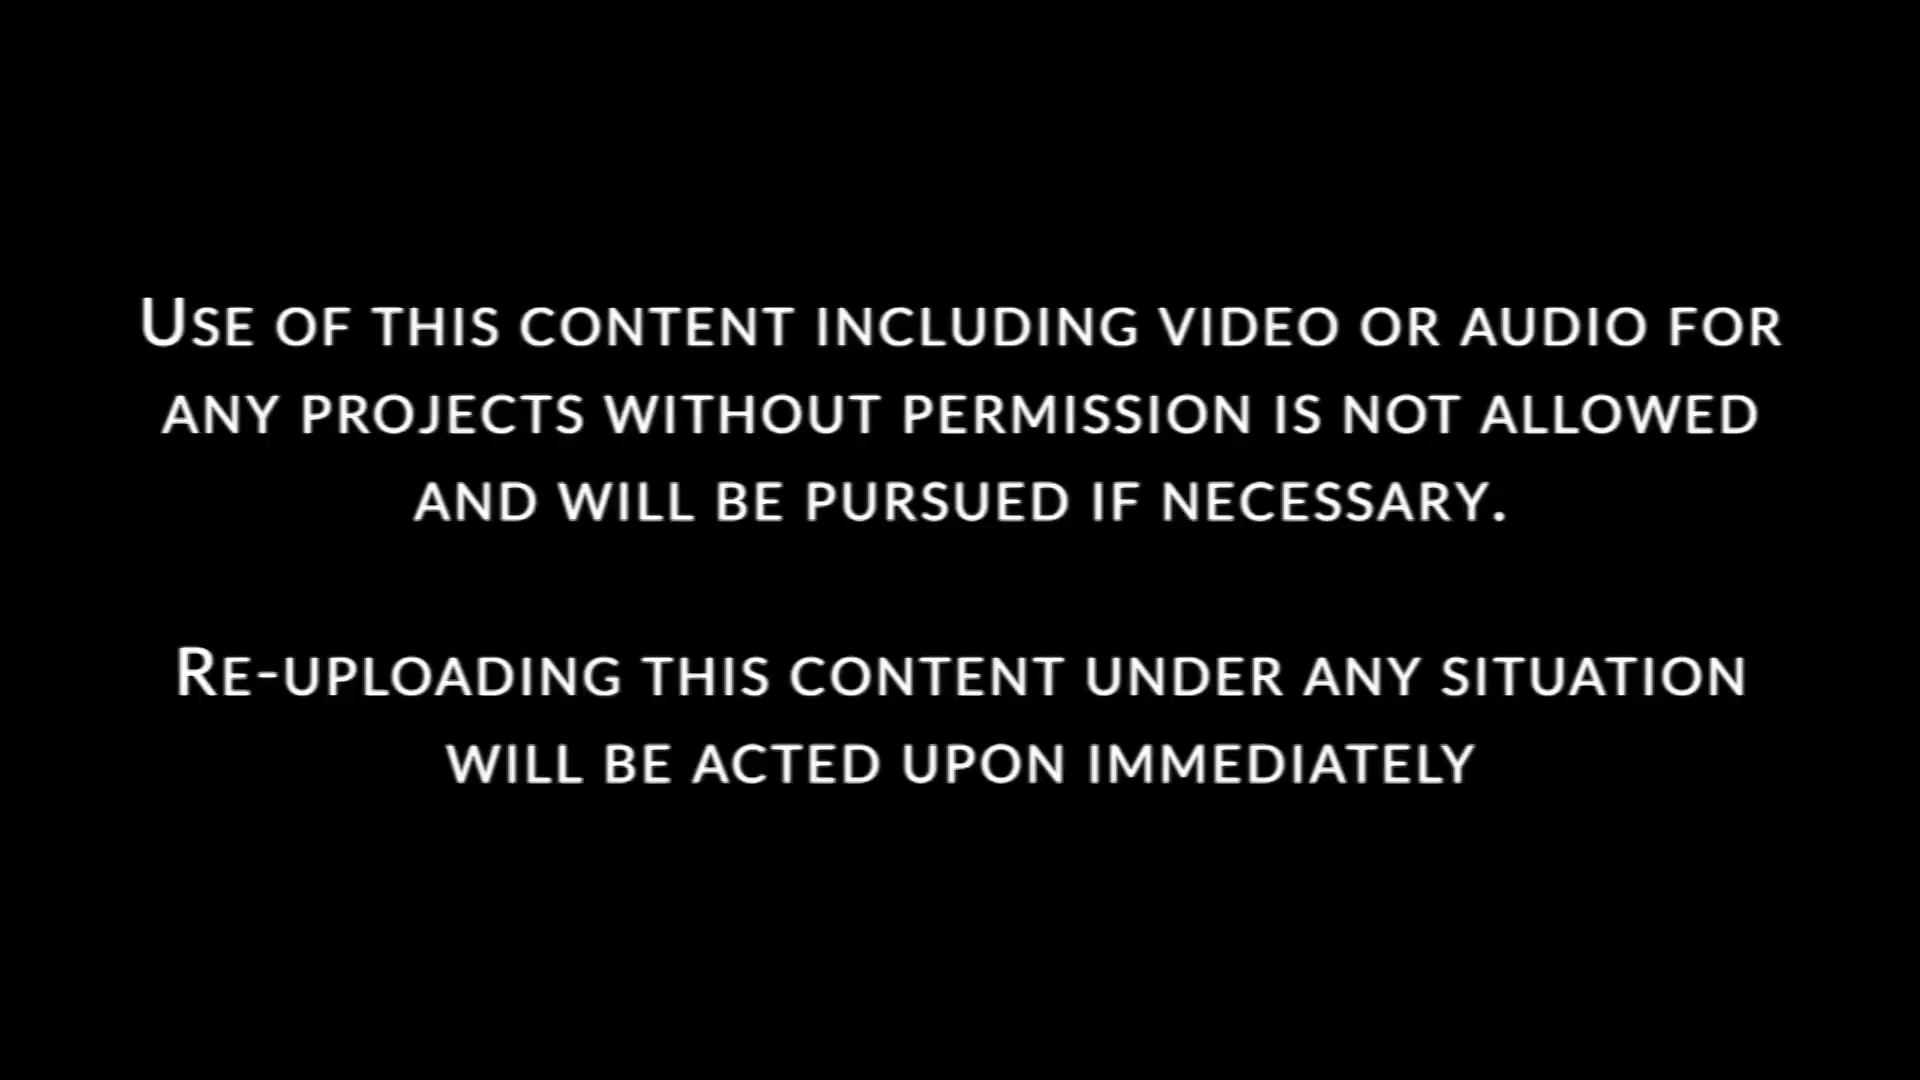 Use of this content including video or audio for
any projects without permission is not allowed
and will be pursued if necessary.
Re-uploading this content under any situation
will be acted upon immediately